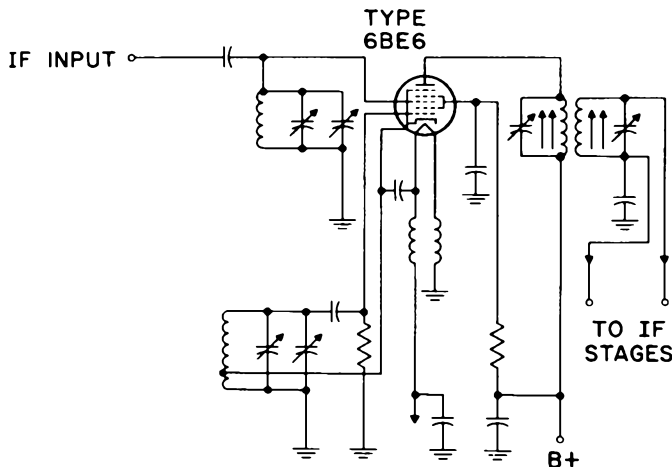 TYPE
6BE6
IF INPUT
TO IF
STAGES
B+